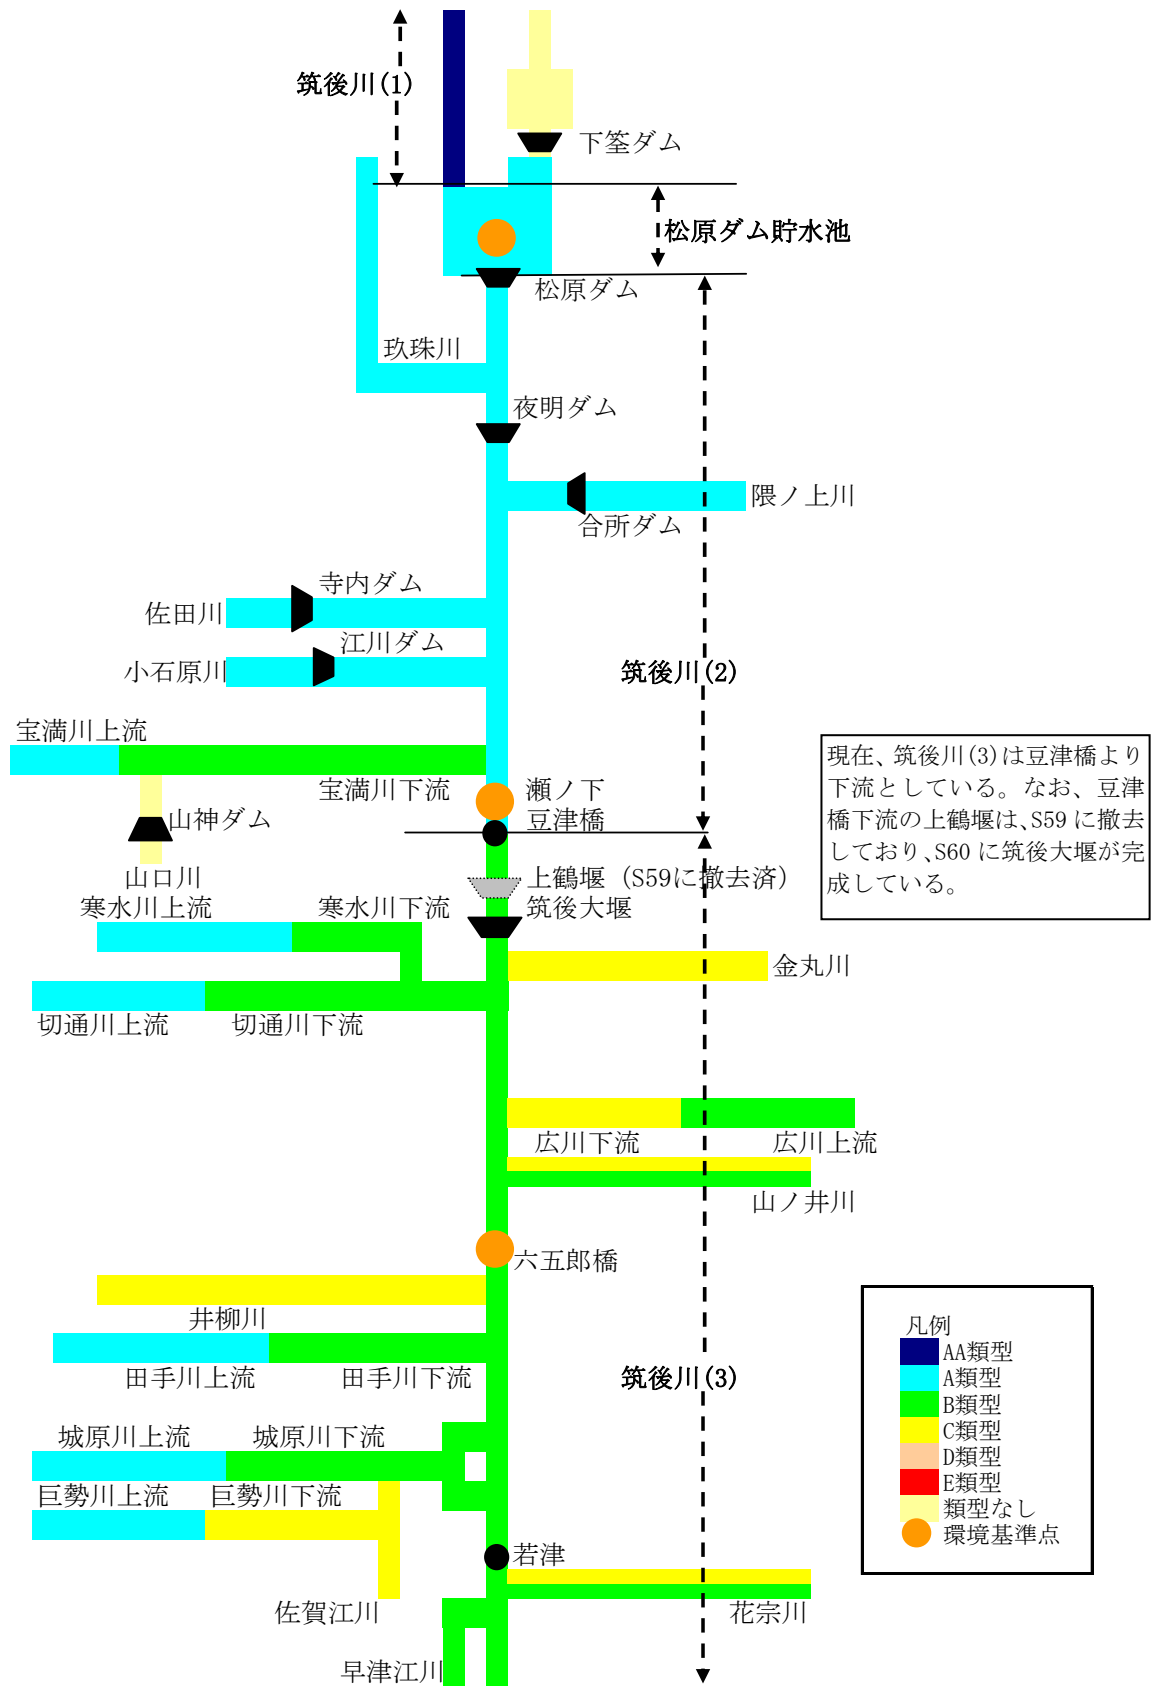 筑後川(1)
下筌ダム
松原ダム貯水池
松原ダム
玖珠川
夜明ダム
隈ノ上川
合所ダム
寺内ダム
佐田川
江川ダム
小石原川
筑後川(2)
宝満川上流
宝満川下流
瀬ノ下
豆津橋
山神ダム
山口川
現在、筑後川(3)は豆津橋より
下流としている。なお、豆津
橋下流の上鶴堰は、S59に撤去
しており、S60に筑後大堰が完
成している。
上鶴堰（S59に撤去済）
筑後大堰
寒水川上流
寒水川下流
金丸川
切通川上流
切通川下流
広川下流
広川上流
山ノ井川
六五郎橋
井柳川
田手川上流
田手川下流
筑後川(3)
城原川上流
城原川下流
巨勢川上流
巨勢川下流
若津
佐賀江川
花宗川
早津江川
凡例
AA類型
A類型
B類型
C類型
D類型
E類型
類型なし
環境基準点